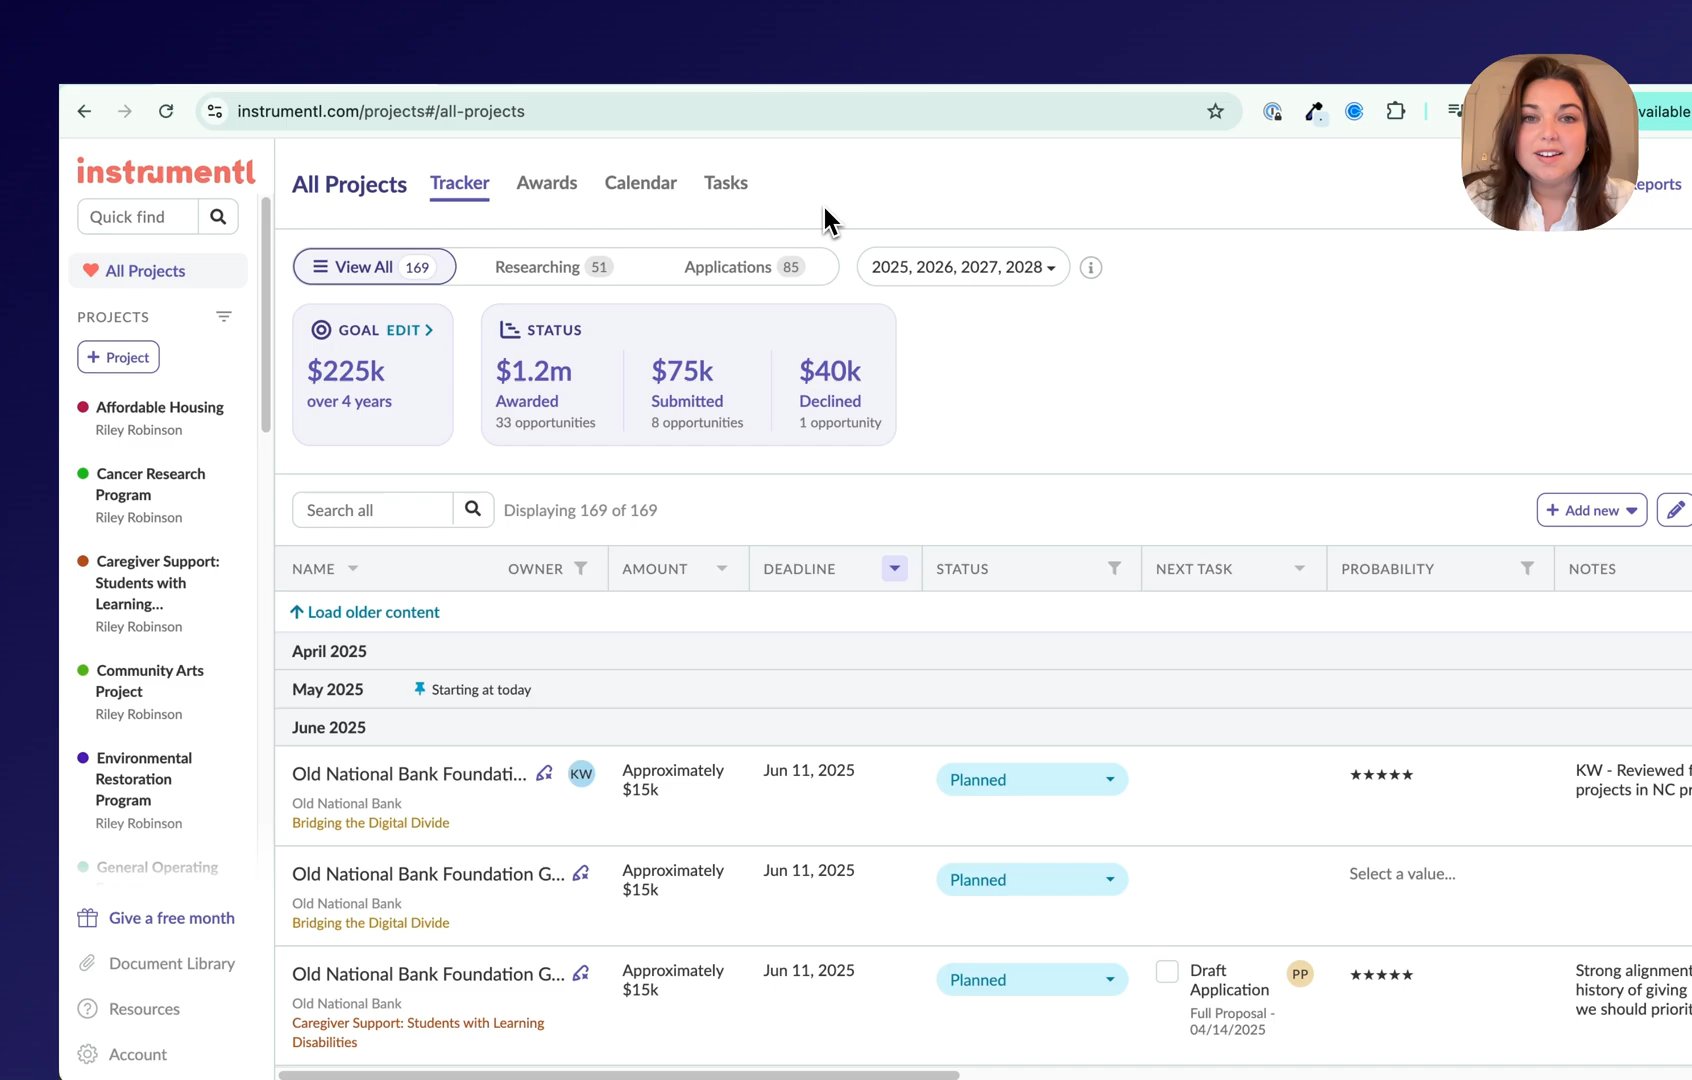 instrumentl.com/projects#/all-projects
vailable
instrumentl
Quick find
All Projects
PROJECTS
+ Project
Affordable Housing
Riley Robinson
Cancer Research
Program
Riley Robinson
Caregiver Support:
Students with
Learning...
Riley Robinson
Community Arts
Project
Riley Robinson
Environmental
Restoration
Program
Riley Robinson
General Operating
Give a free month
Document Library
Resources
Account
All Projects Tracker Awards Calendar Tasks
eports
View All 169 Researching 51 Applications 85 2025, 2026, 2027, 2028
GOAL EDIT >
$225k
over 4 years
STATUS
$1.2m $75k $40k
Awarded Submitted Declined
33 opportunities 8 opportunities 1 opportunity
Search all Displaying 169 of 169 + Add new
NAME OWNER AMOUNT DEADLINE STATUS NEXT TASK PROBABILITY NOTES
Load older content
April 2025
May 2025 Starting at today
June 2025
Old National Bank Foundati... KW Approximately Jun 11, 2025 Planned ★★★★★ KW - Reviewed f
$15k projects in NC pr
Old National Bank
Bridging the Digital Divide
Old National Bank Foundation G... Approximately Jun 11, 2025 Planned Select a value...
$15k
Old National Bank
Bridging the Digital Divide
Old National Bank Foundation G... Approximately Jun 11, 2025 Planned Draft PP ★★★★★ Strong alignment
$15k Application history of giving
Old National Bank Full Proposal - we should priorit
Caregiver Support: Students with Learning 04/14/2025
Disabilities